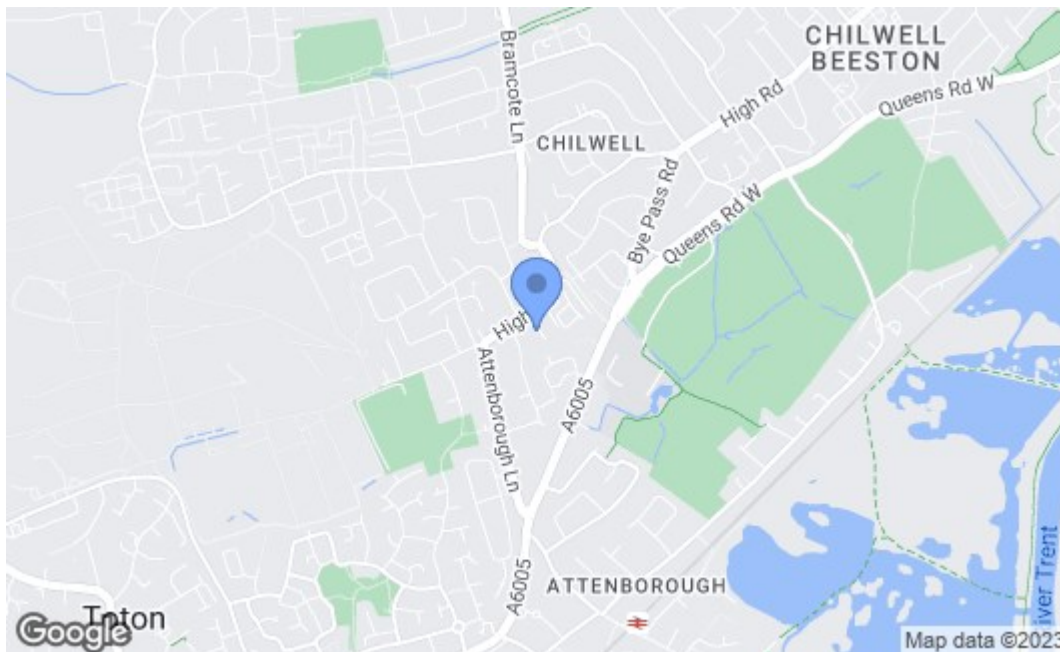 CHILWELL
BEESTON
Queens Rd W
High Rd
Bramcote Ln
CHILWELL
Bye Pass Rd
Queens Rd W
High
Attenborough Ln
A6005
A6005
ATTENBOROUGH
iver Trent
Toton
Google
Map data ©2023